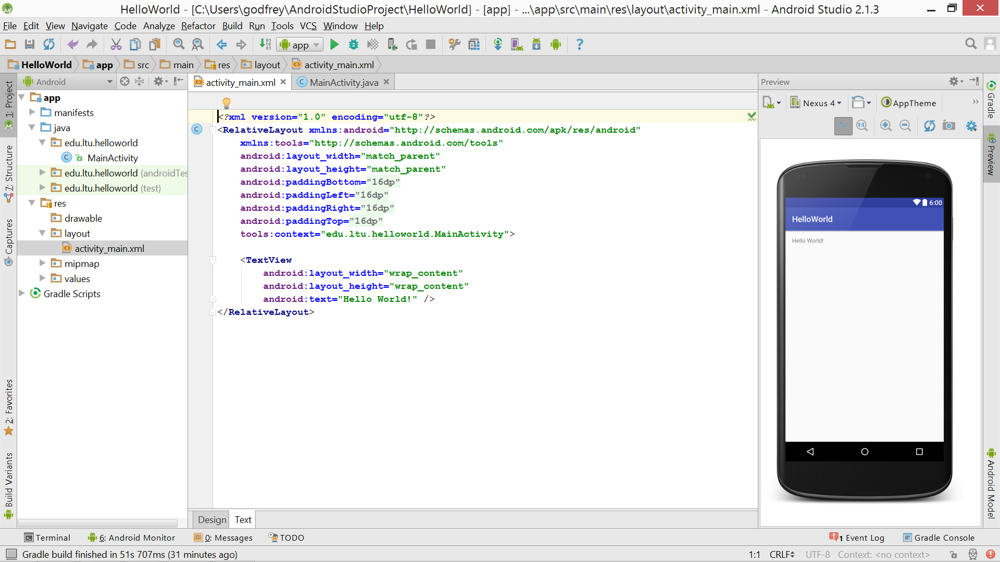 HelloWorld - [C:\Users\godfrey\AndroidStudioProject\HelloWorld] - [app] - ...\app\src\main\res\layout\activity_main.xml - Android Studio 2.1.3
File Edit View Navigate Code Analyze Refactor Build Run Tools VCS Window Help
app
HelloWorld app src main res layout activity_main.xml
1: Project
Z: Structure
Captures
2: Favorites
Build Variants
Android
app
manifests
java
edu.ltu.helloworld
MainActivity
edu.ltu.helloworld (androidTes
edu.ltu.helloworld (test)
res
drawable
layout
activity_main.xml
mipmap
values
Gradle Scripts
activity_main.xml MainActivity.java
<?xml version="1.0" encoding="utf-8"?>
<RelativeLayout xmlns:android="http://schemas.android.com/apk/res/android"
xmlns:tools="http://schemas.android.com/tools"
android:layout_width="match_parent"
android:layout_height="match_parent"
android:paddingBottom="16dp"
android:paddingLeft="16dp"
android:paddingRight="16dp"
android:paddingTop="16dp"
tools:context="edu.ltu.helloworld.MainActivity">
<TextView
android:layout_width="wrap_content"
android:layout_height="wrap_content"
android:text="Hello World!" />
</RelativeLayout>
Design Text
Preview
Nexus 4 AppTheme
1:1
6:00
HelloWorld
Hello World!
Gradle
Preview
Android Model
Terminal 6: Android Monitor 0: Messages TODO 1 Event Log Gradle Console
Gradle build finished in 51s 707ms (31 minutes ago) 1:1 CRLF UTF-8 Context: <no context>